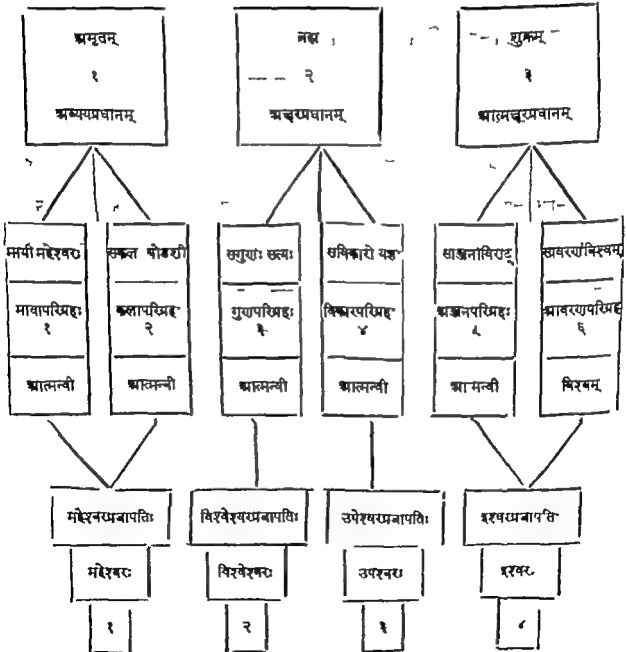 अमृतम्
१
अव्ययप्रधानम्
ब्रह्म
२
अक्षरप्रधानम्
शुक्रम्
३
आत्मक्षरप्रधानम्
मायी महेश्वरः
मायापरिग्रहः
१
आत्मन्वी
सकल षोडशी
कलापरिग्रहः
२
आत्मन्वी
सगुणः सत्यः
गुणपरिग्रहः
३
आत्मन्वी
सविकारो यज्ञः
विकारपरिग्रहः
४
आत्मन्वी
साञ्जनोविराट्
अञ्जनपरिग्रहः
५
आत्मन्वी
सावरणंविश्वम्
आवरणपरिग्रहः
६
विश्वम्
महेश्वरप्रजापतिः
महेश्वरः
१
विश्वेश्वरप्रजापतिः
विश्वेश्वरः
२
उपेश्वरप्रजापतिः
उपेश्वरः
३
इश्वरप्रजापतिः
इश्वरः
४